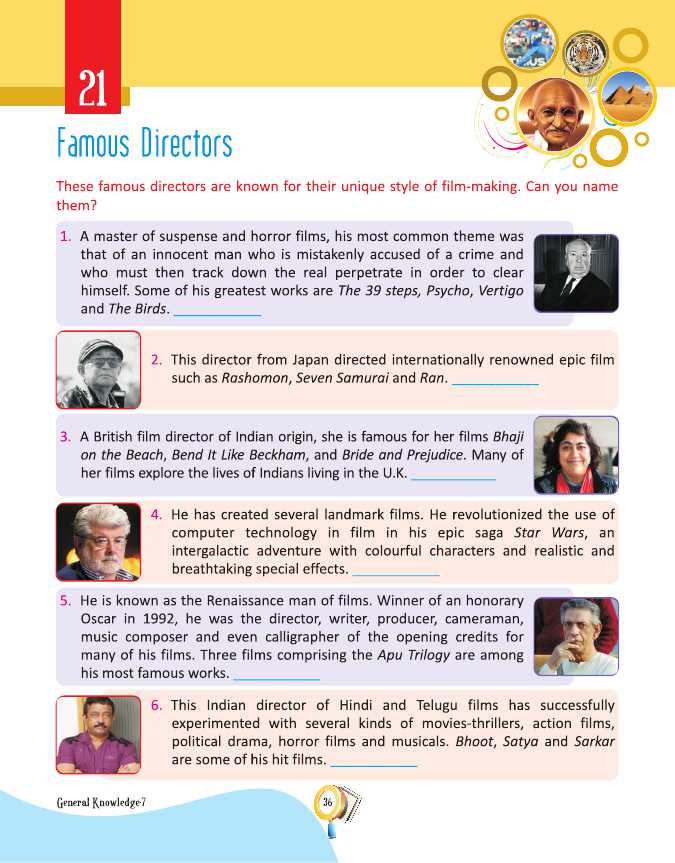 21
Famous Directors
These famous directors are known for their unique style of film-making. Can you name
them?
1. A master of suspense and horror films, his most common theme was
that of an innocent man who is mistakenly accused of a crime and
who must then track down the real perpetrate in order to clear
himself. Some of his greatest works are The 39 steps, Psycho, Vertigo
and The Birds. ___________
2. This director from Japan directed internationally renowned epic film
such as Rashomon, Seven Samurai and Ran. ___________
3. A British film director of Indian origin, she is famous for her films Bhaji
on the Beach, Bend It Like Beckham, and Bride and Prejudice. Many of
her films explore the lives of Indians living in the U.K. ___________
4. He has created several landmark films. He revolutionized the use of
computer technology in film in his epic saga Star Wars, an
intergalactic adventure with colourful characters and realistic and
breathtaking special effects. ___________
5. He is known as the Renaissance man of films. Winner of an honorary
Oscar in 1992, he was the director, writer, producer, cameraman,
music composer and even calligrapher of the opening credits for
many of his films. Three films comprising the Apu Trilogy are among
his most famous works. ___________
6. This Indian director of Hindi and Telugu films has successfully
experimented with several kinds of movies-thrillers, action films,
political drama, horror films and musicals. Bhoot, Satya and Sarkar
are some of his hit films. ___________
General Knowledge-7
36